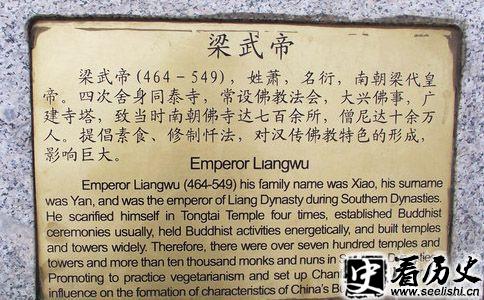 梁武帝
梁武帝(464-549)，姓萧，名衍，南朝梁代皇
帝。四次舍身同泰寺，常设佛教法会，大兴佛事，广
建寺塔，致当时南朝佛寺达七百余所，僧尼达十余万
人。提倡素食、修制忏法，对汉传佛教特色的形成，
影响巨大。
Emperor Liangwu
Emperor Liangwu (464-549) his family name was Xiao, his surname
was Yan, and was the emperor of Liang Dynasty during Southern Dynasties.
He scarified himself in Tongtai Temple four times, established Buddhist
ceremonies usually, held Buddhist activities energetically, and built temples
and towers widely. Therefore, there were over seven hundred temples and
towers and more than ten thousand monks and nuns in
Promoting to practice vegetarianism and set up
influence on the formation of characteristics of China's
史 看历史
www.seelishi.cn